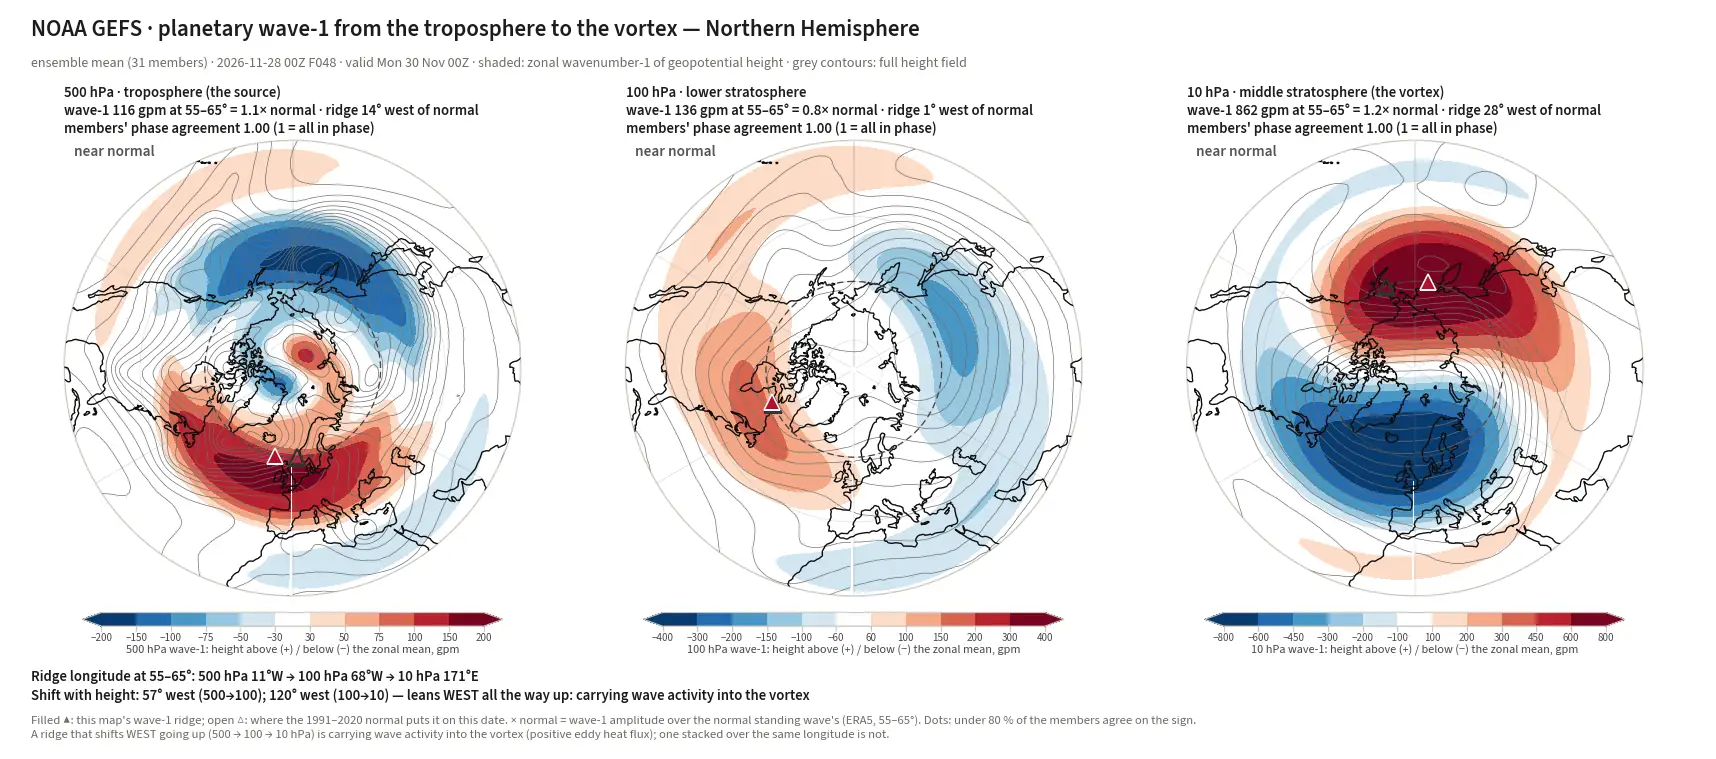 NOAA GEFS · planetary wave-1 from the troposphere to the vortex — Northern Hemisphere
ensemble mean (31 members) · 2026-11-28 00Z F048 · valid Mon 30 Nov 00Z · shaded: zonal wavenumber-1 of geopotential height · grey contours: full height field
500 hPa · troposphere (the source)
wave-1 116 gpm at 55–65° = 1.1× normal · ridge 14° west of normal
members' phase agreement 1.00 (1 = all in phase)
near normal
100 hPa · lower stratosphere
wave-1 136 gpm at 55–65° = 0.8× normal · ridge 1° west of normal
members' phase agreement 1.00 (1 = all in phase)
near normal
10 hPa · middle stratosphere (the vortex)
wave-1 862 gpm at 55–65° = 1.2× normal · ridge 28° west of normal
members' phase agreement 1.00 (1 = all in phase)
near normal
−200 −150 −100 −75 −50 −30 30 50 75 100 150 200
500 hPa wave-1: height above (+) / below (−) the zonal mean, gpm
−400 −300 −200 −150 −100 −60 60 100 150 200 300 400
100 hPa wave-1: height above (+) / below (−) the zonal mean, gpm
−800 −600 −450 −300 −200 −100 100 200 300 450 600 800
10 hPa wave-1: height above (+) / below (−) the zonal mean, gpm
Ridge longitude at 55–65°: 500 hPa 11°W → 100 hPa 68°W → 10 hPa 171°E
Shift with height: 57° west (500→100); 120° west (100→10) — leans WEST all the way up: carrying wave activity into the vortex
Filled ▲: this map's wave-1 ridge; open △: where the 1991–2020 normal puts it on this date. × normal = wave-1 amplitude over the normal standing wave's (ERA5, 55–65°). Dots: under 80 % of the members agree on the sign.
A ridge that shifts WEST going up (500 → 100 → 10 hPa) is carrying wave activity into the vortex (positive eddy heat flux); one stacked over the same longitude is not.